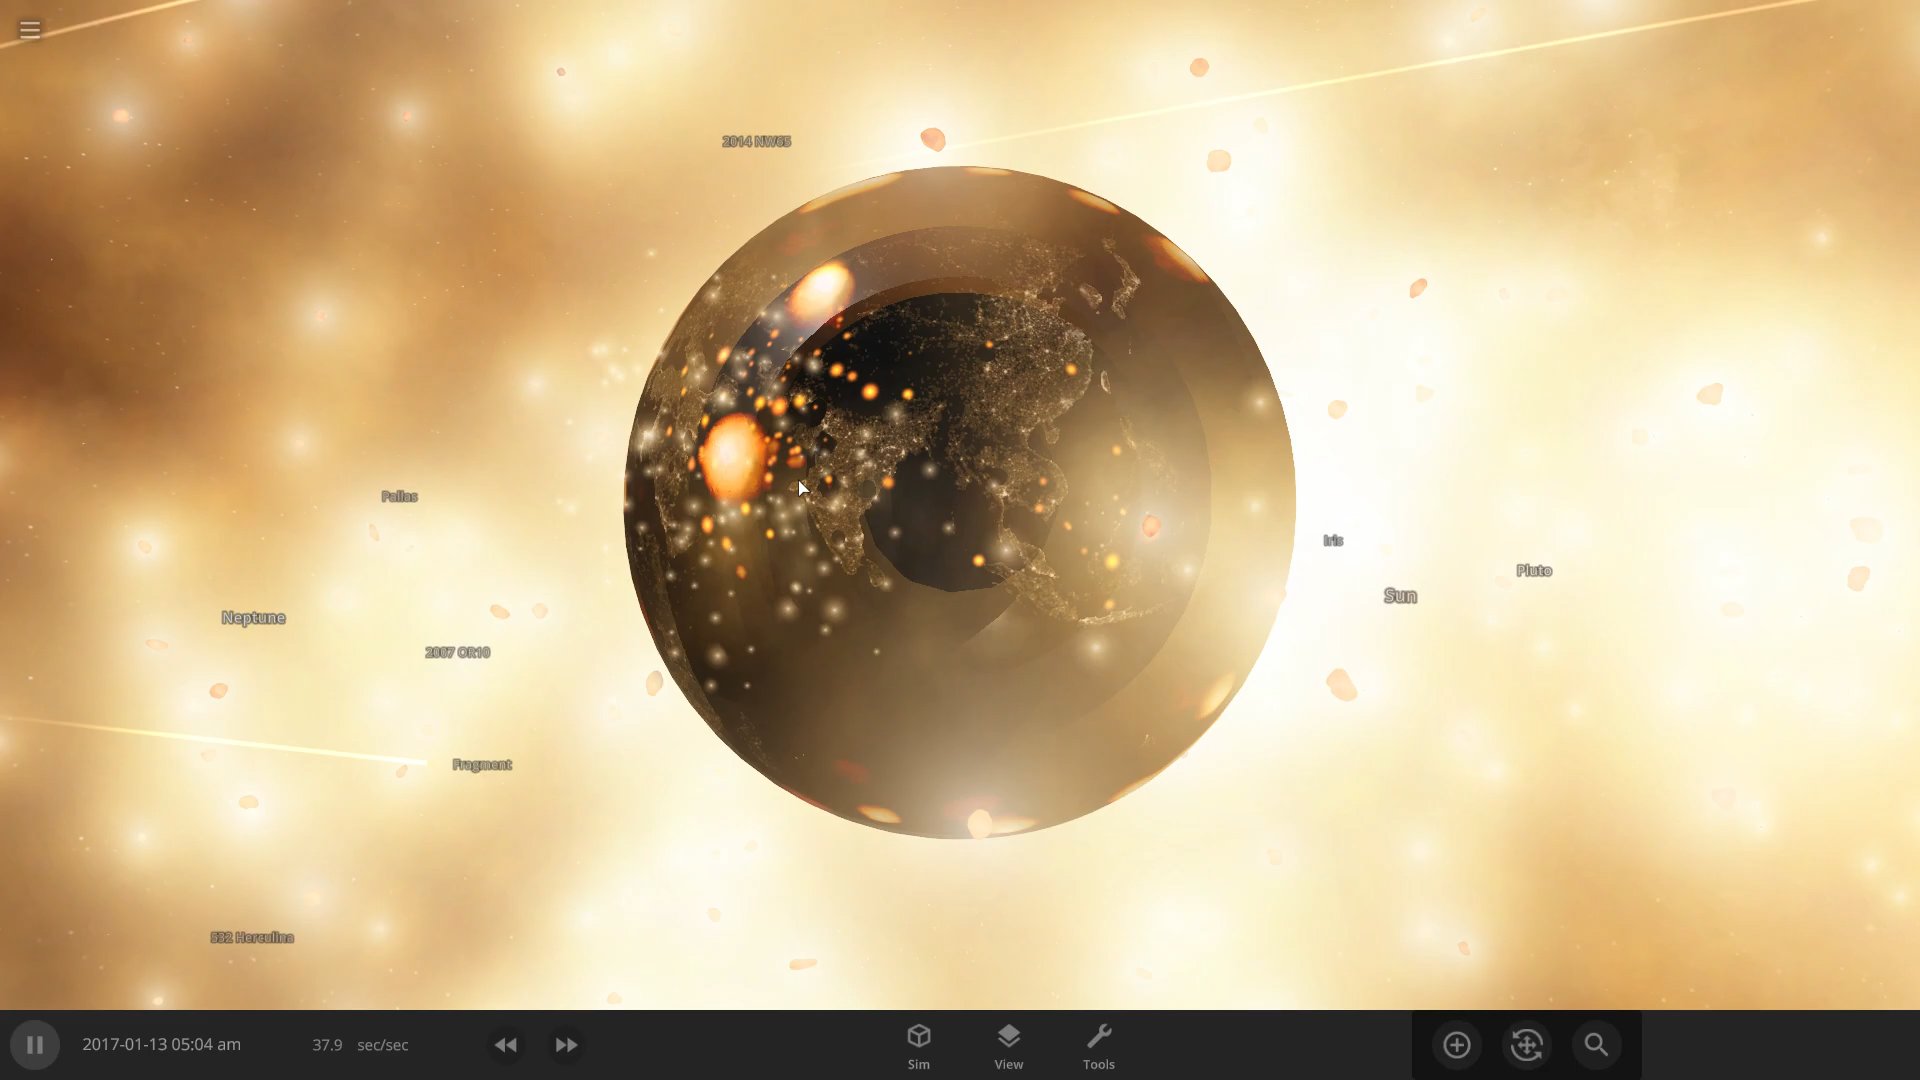 2014 NW65
Pallas
Iris
Pluto
Sun
Neptune
2007 OR10
Fragment
532 Herculina
2017-01-13 05:04 am
37.9 sec/sec
Sim
View
Tools